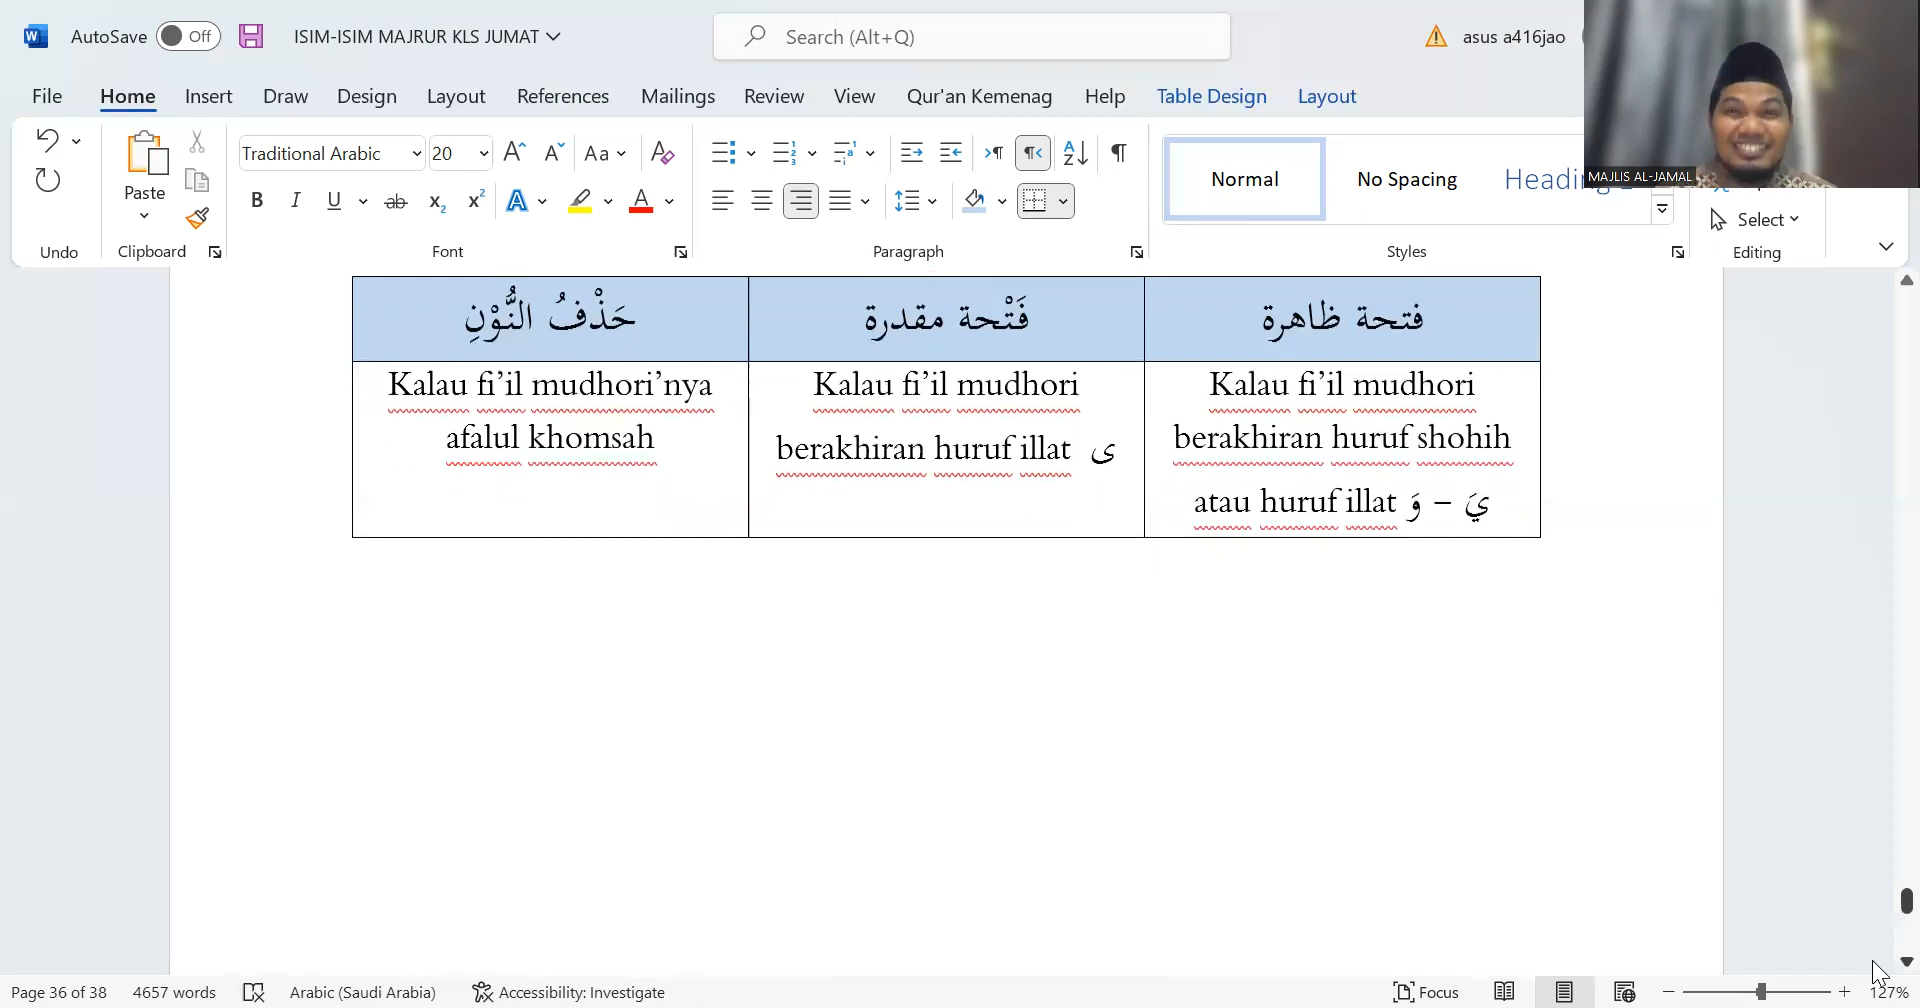 AutoSave Off ISIM-ISIM MAJRUR KLS JUMAT Search (Alt+Q) asus a416jao
File Home Insert Draw Design Layout References Mailings Review View Qur'an Kemenag Help Table Design Layout
MAJLIS AL-JAMAL
Paste
Traditional Arabic 20
Normal No Spacing Heading
Select
Undo Clipboard Font Paragraph Styles Editing
فتحة ظاهرة
فَتْحة مقدرة
حَذْفُ النُّوْنِ
Kalau fi’il mudhori
berakhiran huruf shohih
atau huruf illat وَ – يَ
Kalau fi’il mudhori
berakhiran huruf illat ى
Kalau fi’il mudhori’nya
afalul khomsah
Page 36 of 38 4657 words Arabic (Saudi Arabia) Accessibility: Investigate Focus 127%